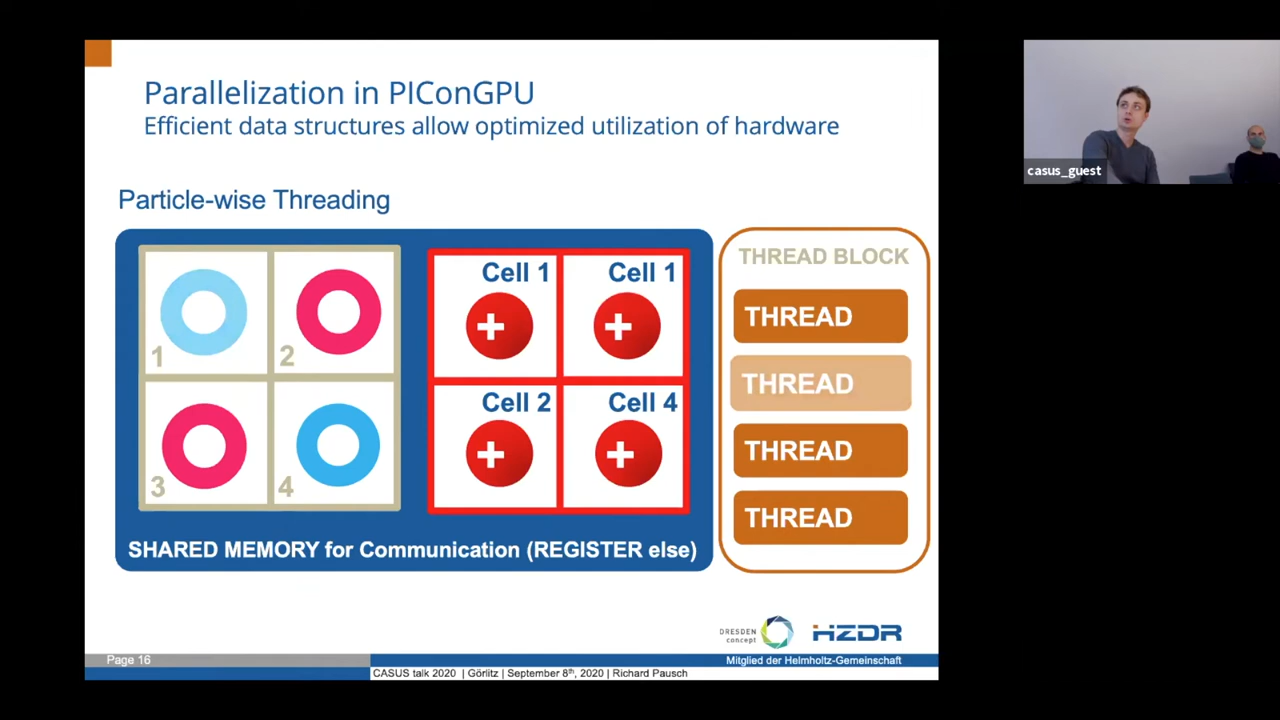 Parallelization in PIConGPU
Efficient data structures allow optimized utilization of hardware
Particle-wise Threading
1
2
3
4
Cell 1
Cell 1
+
+
Cell 2
Cell 4
+
+
SHARED MEMORY for Communication (REGISTER else)
THREAD BLOCK
THREAD
THREAD
THREAD
THREAD
DRESDEN
concept
HZDR
Page 16
Mitglied der Helmholtz-Gemeinschaft
CASUS talk 2020 | Görlitz | September 8th, 2020 | Richard Pausch
casus_guest